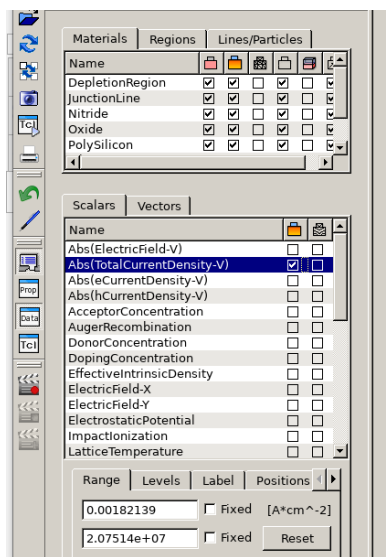 Materials Regions Lines/Particles
Name
DepletionRegion
JunctionLine
Nitride
Oxide
PolySilicon
Tcl
Scalars Vectors
Name
Abs(ElectricField-V)
Abs(TotalCurrentDensity-V)
Abs(eCurrentDensity-V)
Abs(hCurrentDensity-V)
AcceptorConcentration
AugerRecombination
DonorConcentration
DopingConcentration
EffectiveIntrinsicDensity
ElectricField-X
ElectricField-Y
ElectrostaticPotential
ImpactIonization
LatticeTemperature
Prop
Data
Tcl
Range Levels Label Positions
0.00182139 Fixed [A*cm^-2]
2.07514e+07 Fixed Reset